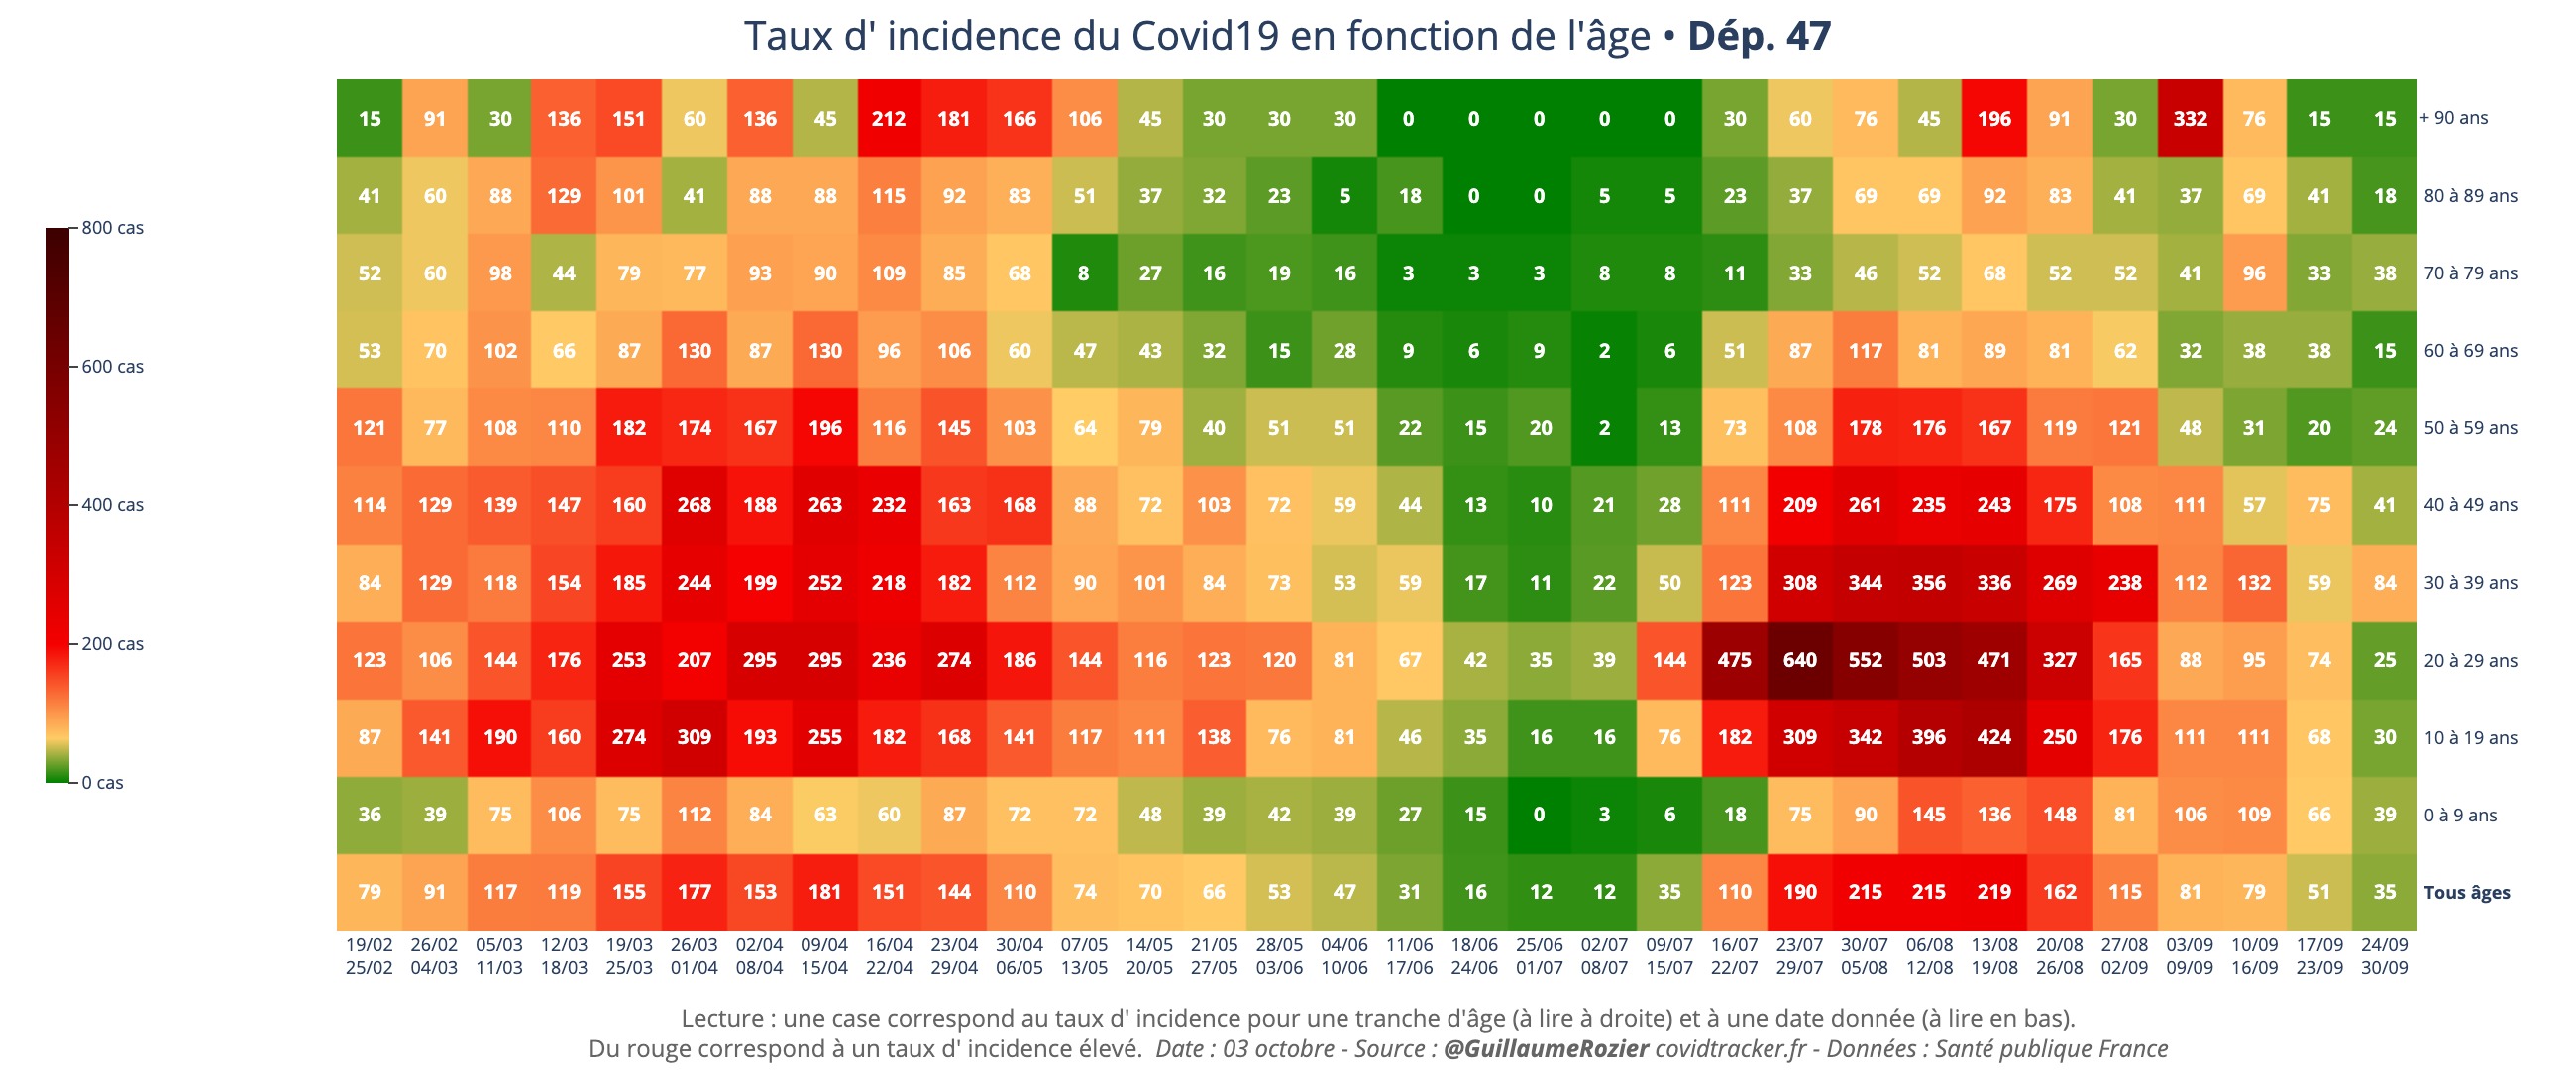 Taux d' incidence du Covid19 en fonction de l'âge • Dép. 47
800 cas
600 cas
400 cas
200 cas
0 cas
15 91 30 136 151 60 136 45 212 181 166 106 45 30 30 30 0 0 0 0 0 30 60 76 45 196 91 30 332 76 15 15 + 90 ans
41 60 88 129 101 41 88 88 115 92 83 51 37 32 23 5 18 0 0 5 5 23 37 69 69 92 83 41 37 69 41 18 80 à 89 ans
52 60 98 44 79 77 93 90 109 85 68 8 27 16 19 16 3 3 3 8 8 11 33 46 52 68 52 52 41 96 33 38 70 à 79 ans
53 70 102 66 87 130 87 130 96 106 60 47 43 32 15 28 9 6 9 2 6 51 87 117 81 89 81 62 32 38 38 15 60 à 69 ans
121 77 108 110 182 174 167 196 116 145 103 64 79 40 51 51 22 15 20 2 13 73 108 178 176 167 119 121 48 31 20 24 50 à 59 ans
114 129 139 147 160 268 188 263 232 163 168 88 72 103 72 59 44 13 10 21 28 111 209 261 235 243 175 108 111 57 75 41 40 à 49 ans
84 129 118 154 185 244 199 252 218 182 112 90 101 84 73 53 59 17 11 22 50 123 308 344 356 336 269 238 112 132 59 84 30 à 39 ans
123 106 144 176 253 207 295 295 236 274 186 144 116 123 120 81 67 42 35 39 144 475 640 552 503 471 327 165 88 95 74 25 20 à 29 ans
87 141 190 160 274 309 193 255 182 168 141 117 111 138 76 81 46 35 16 16 76 182 309 342 396 424 250 176 111 111 68 30 10 à 19 ans
36 39 75 106 75 112 84 63 60 87 72 72 48 39 42 39 27 15 0 3 6 18 75 90 145 136 148 81 106 109 66 39 0 à 9 ans
79 91 117 119 155 177 153 181 151 144 110 74 70 66 53 47 31 16 12 12 35 110 190 215 215 219 162 115 81 79 51 35 Tous âges
19/02 26/02 05/03 12/03 19/03 26/03 02/04 09/04 16/04 23/04 30/04 07/05 14/05 21/05 28/05 04/06 11/06 18/06 25/06 02/07 09/07 16/07 23/07 30/07 06/08 13/08 20/08 27/08 03/09 10/09 17/09 24/09
25/02 04/03 11/03 18/03 25/03 01/04 08/04 15/04 22/04 29/04 06/05 13/05 20/05 27/05 03/06 10/06 17/06 24/06 01/07 08/07 15/07 22/07 29/07 05/08 12/08 19/08 26/08 02/09 09/09 16/09 23/09 30/09
Lecture : une case correspond au taux d' incidence pour une tranche d'âge (à lire à droite) et à une date donnée (à lire en bas).
Du rouge correspond à un taux d' incidence élevé. Date : 03 octobre - Source : @GuillaumeRozier covidtracker.fr - Données : Santé publique France